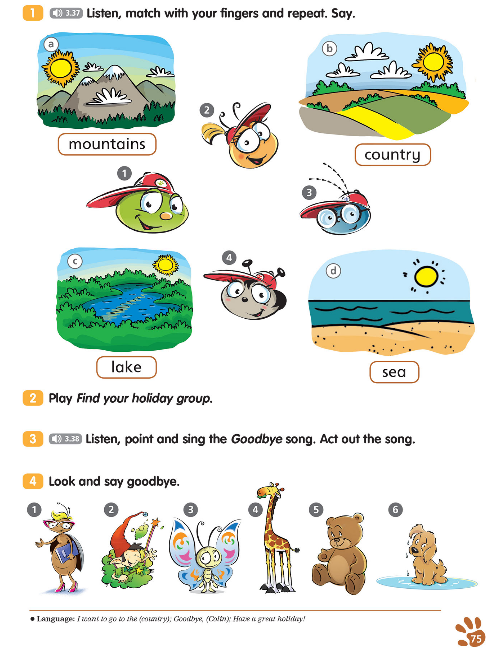 1 3.37 Listen, match with your fingers and repeat. Say.
a
b
2
mountains
country
1
3
c
4
d
lake
sea
2 Play Find your holiday group.
3 3.38 Listen, point and sing the Goodbye song. Act out the song.
4 Look and say goodbye.
1 2 3 4 5 6
• Language: I want to go to the (country); Goodbye, (Colin); Have a great holiday!
75